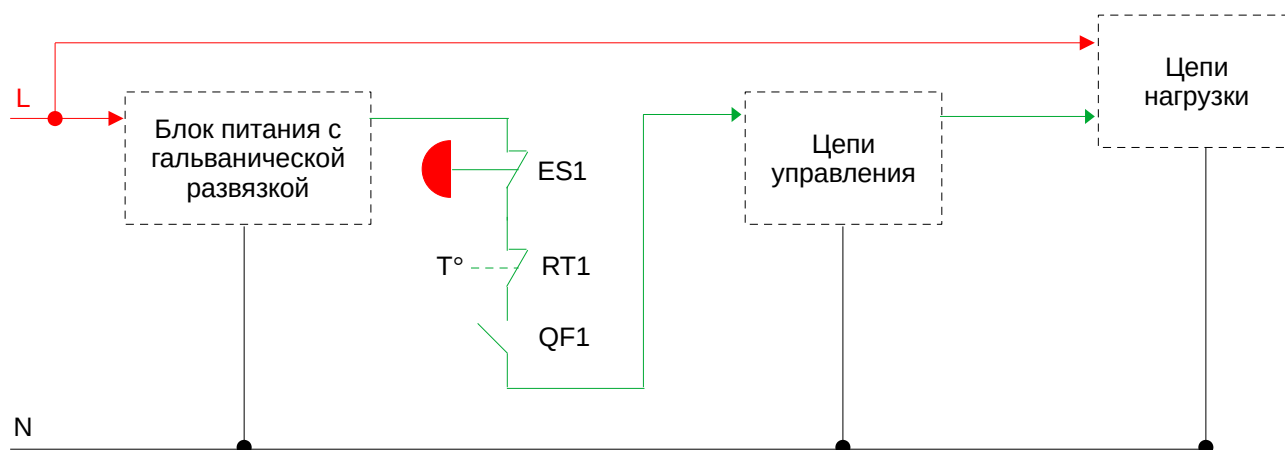 L
Блок питания с
гальванической
развязкой
ES1
T°
RT1
QF1
Цепи
управления
Цепи
нагрузки
N